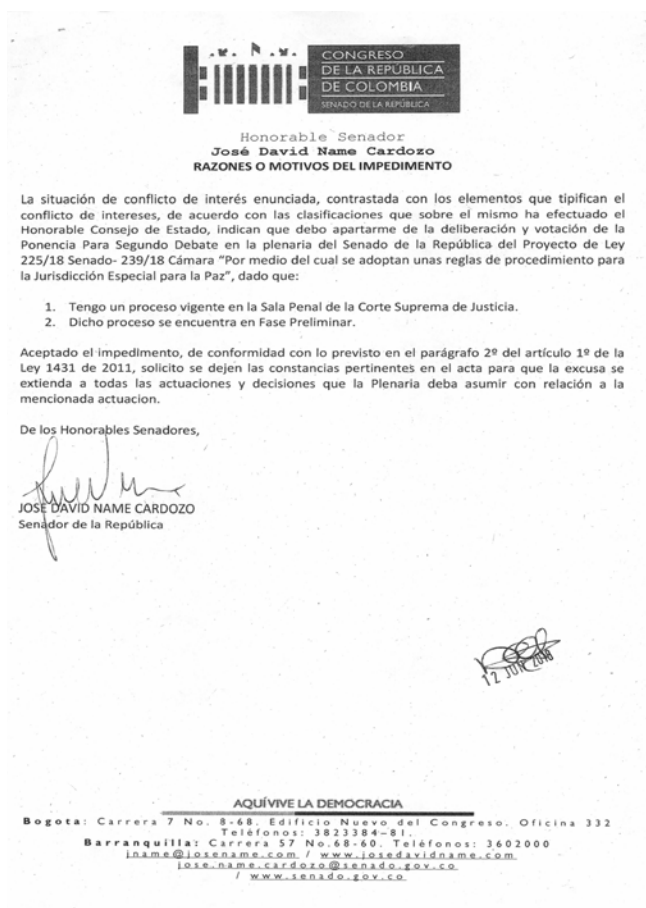 CONGRESO
DE LA REPÚBLICA
DE COLOMBIA
SENADO DE LA REPÚBLICA
Honorable Senador
José David Name Cardozo
RAZONES O MOTIVOS DEL IMPEDIMENTO
La situación de conflicto de interés enunciada, contrastada con los elementos que tipifican el
conflicto de intereses, de acuerdo con las clasificaciones que sobre el mismo ha efectuado el
Honorable Consejo de Estado, indican que debo apartarme de la deliberación y votación de la
Ponencia Para Segundo Debate en la plenaria del Senado de la República del Proyecto de Ley
225/18 Senado- 239/18 Cámara “Por medio del cual se adoptan unas reglas de procedimiento para
la Jurisdicción Especial para la Paz”, dado que:
1. Tengo un proceso vigente en la Sala Penal de la Corte Suprema de Justicia.
2. Dicho proceso se encuentra en Fase Preliminar.
Aceptado el impedimento, de conformidad con lo previsto en el parágrafo 2º del artículo 1º de la
Ley 1431 de 2011, solicito se dejen las constancias pertinentes en el acta para que la excusa se
extienda a todas las actuaciones y decisiones que la Plenaria deba asumir con relación a la
mencionada actuacion.
De los Honorables Senadores,
JOSÉ DAVID NAME CARDOZO
Senador de la República
12 JUN 2018
AQUÍ VIVE LA DEMOCRACIA
Bogota: Carrera 7 No. 8-68. Edificio Nuevo del Congreso. Oficina 332
Teléfonos: 3823384-81.
Barranquilla: Carrera 57 No.68-60. Teléfonos: 3602000
jname@josename.com / www.josedavidname.com
jose.name.cardozo@senado.gov.co
/ www.senado.gov.co